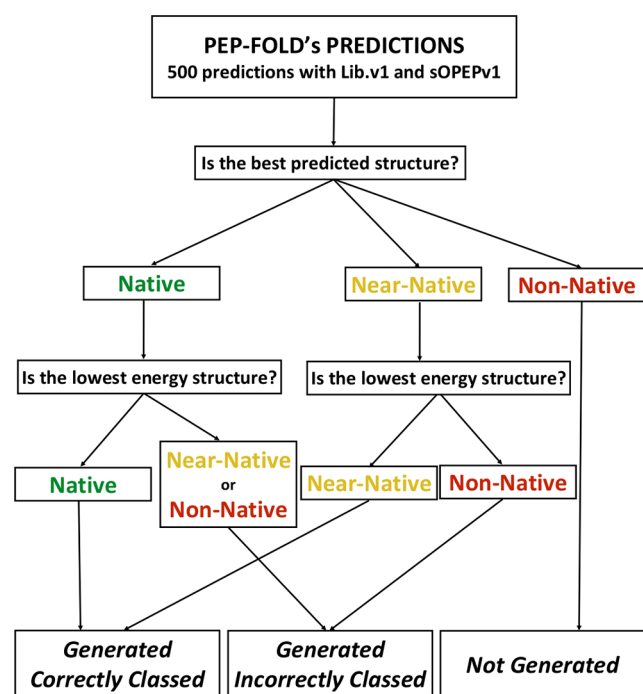 PEP-FOLD’s PREDICTIONS
500 predictions with Lib.v1 and sOPEPv1
Is the best predicted structure?
Native
Near-Native
Non-Native
Is the lowest energy structure?
Is the lowest energy structure?
Native
Near-Native
or
Non-Native
Near-Native
Non-Native
Generated
Correctly Classed
Generated
Incorrectly Classed
Not Generated